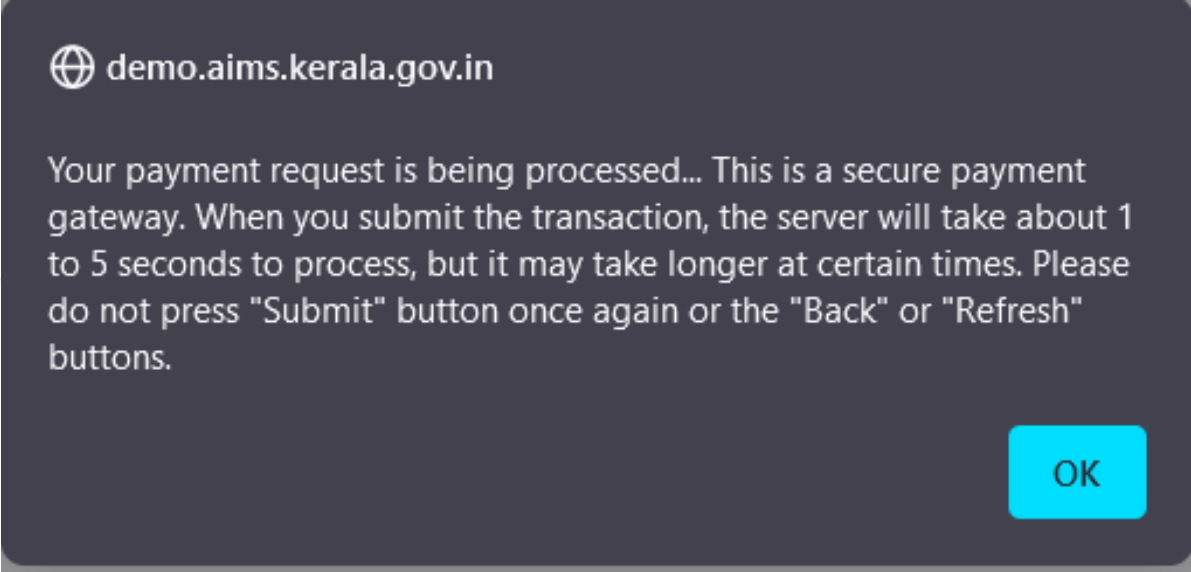 demo.aims.kerala.gov.in
Your payment request is being processed... This is a secure payment
gateway. When you submit the transaction, the server will take about 1
to 5 seconds to process, but it may take longer at certain times. Please
do not press "Submit" button once again or the "Back" or "Refresh"
buttons.
OK